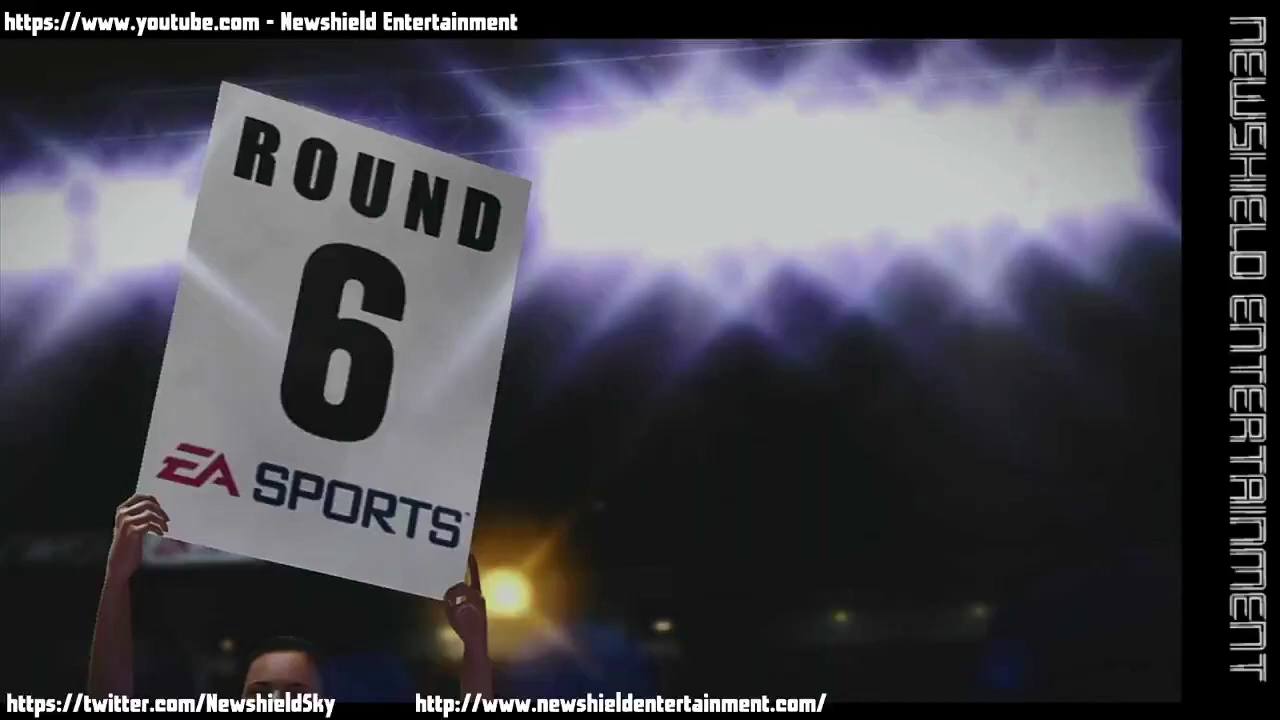 https://www.youtube.com - Newshield Entertainment
ROUND
6
EA SPORTS™
https://twitter.com/NewshieldSky
http://www.newshieldentertainment.com/
NEWSHIELD ENTERTAINMENT